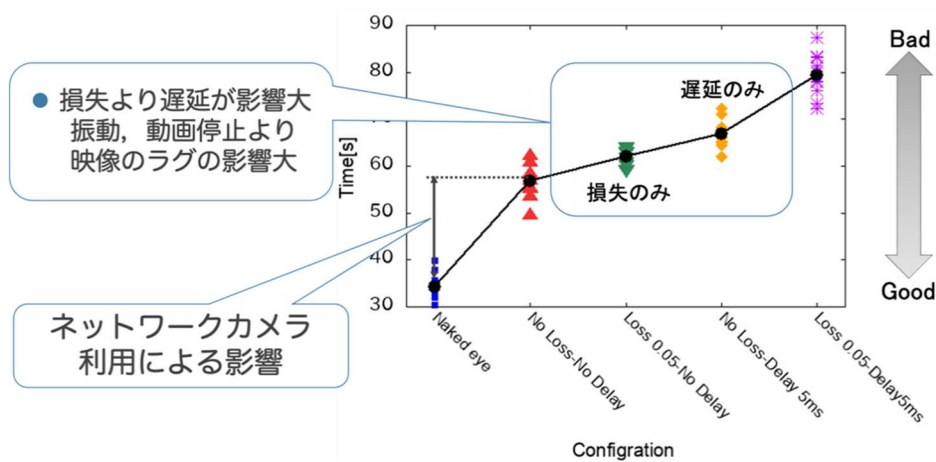 ● 損失より遅延が影響大
振動，動画停止より
映像のラグの影響大
ネットワークカメラ
利用による影響
Time[s]
90
80
60
50
40
30
遅延のみ
損失のみ
Naked eye
No Loss-No Delay
Loss 0.05-No Delay
No Loss-Delay 5ms
Loss 0.05-Delay5ms
Configration
Bad
Good